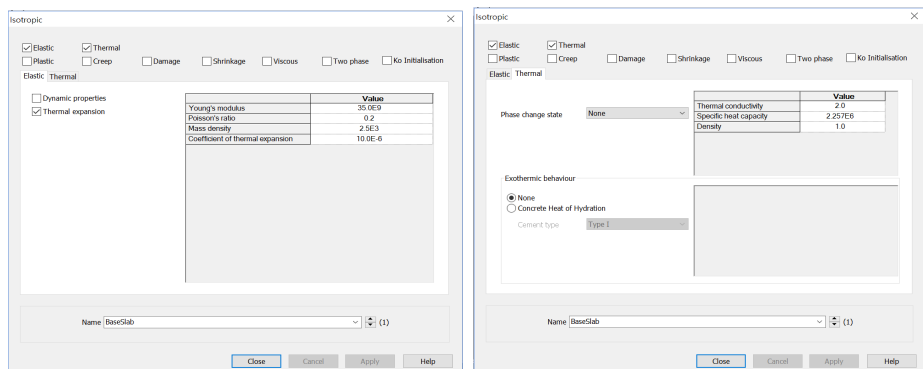 Isotropic
Elastic Thermal
Plastic Creep Damage Shrinkage Viscous Two phase Ko Initialisation
Elastic Thermal
Dynamic properties
Thermal expansion
Value
Young's modulus 35.0E9
Poisson's ratio 0.2
Mass density 2.5E3
Coefficient of thermal expansion 10.0E-6
Name BaseSlab (1)
Close Cancel Apply Help
Isotropic
Elastic Thermal
Plastic Creep Damage Shrinkage Viscous Two phase Ko Initialisation
Elastic Thermal
Phase change state None
Value
Thermal conductivity 2.0
Specific heat capacity 2.257E6
Density 1.0
Exothermic behaviour
None
Concrete Heat of Hydration
Cement type Type I
Name BaseSlab (1)
Close Cancel Apply Help